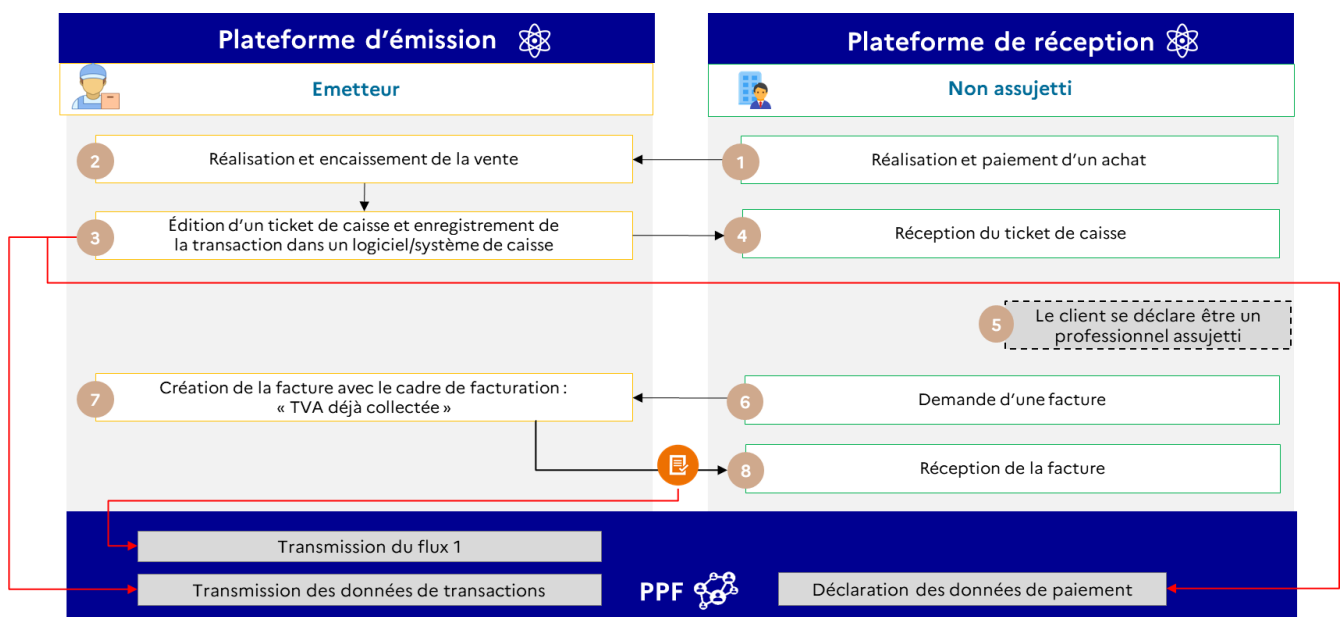 Plateforme d'émission
Plateforme de réception
Emetteur
Non assujetti
2
Réalisation et encaissement de la vente
1
Réalisation et paiement d'un achat
3
Édition d'un ticket de caisse et enregistrement de
la transaction dans un logiciel/système de caisse
4
Réception du ticket de caisse
5
Le client se déclare être un
professionnel assujetti
7
Création de la facture avec le cadre de facturation :
« TVA déjà collectée »
6
Demande d'une facture
8
Réception de la facture
Transmission du flux 1
Transmission des données de transactions
PPF
Déclaration des données de paiement